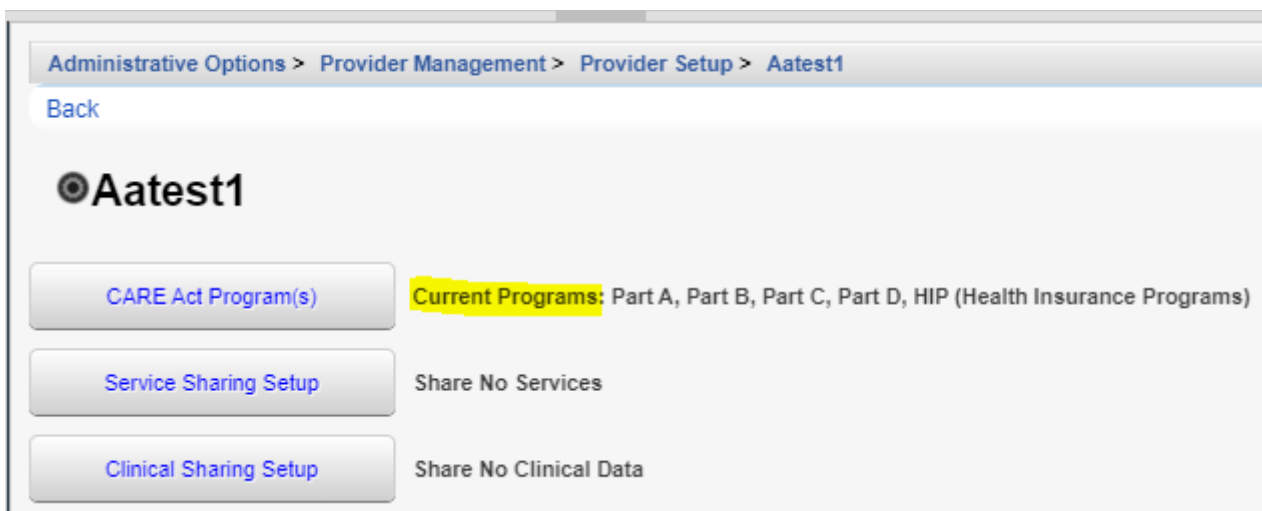 Administrative Options > Provider Management > Provider Setup > Aatest1
Back
Aatest1
CARE Act Program(s) Current Programs: Part A, Part B, Part C, Part D, HIP (Health Insurance Programs)
Service Sharing Setup Share No Services
Clinical Sharing Setup Share No Clinical Data